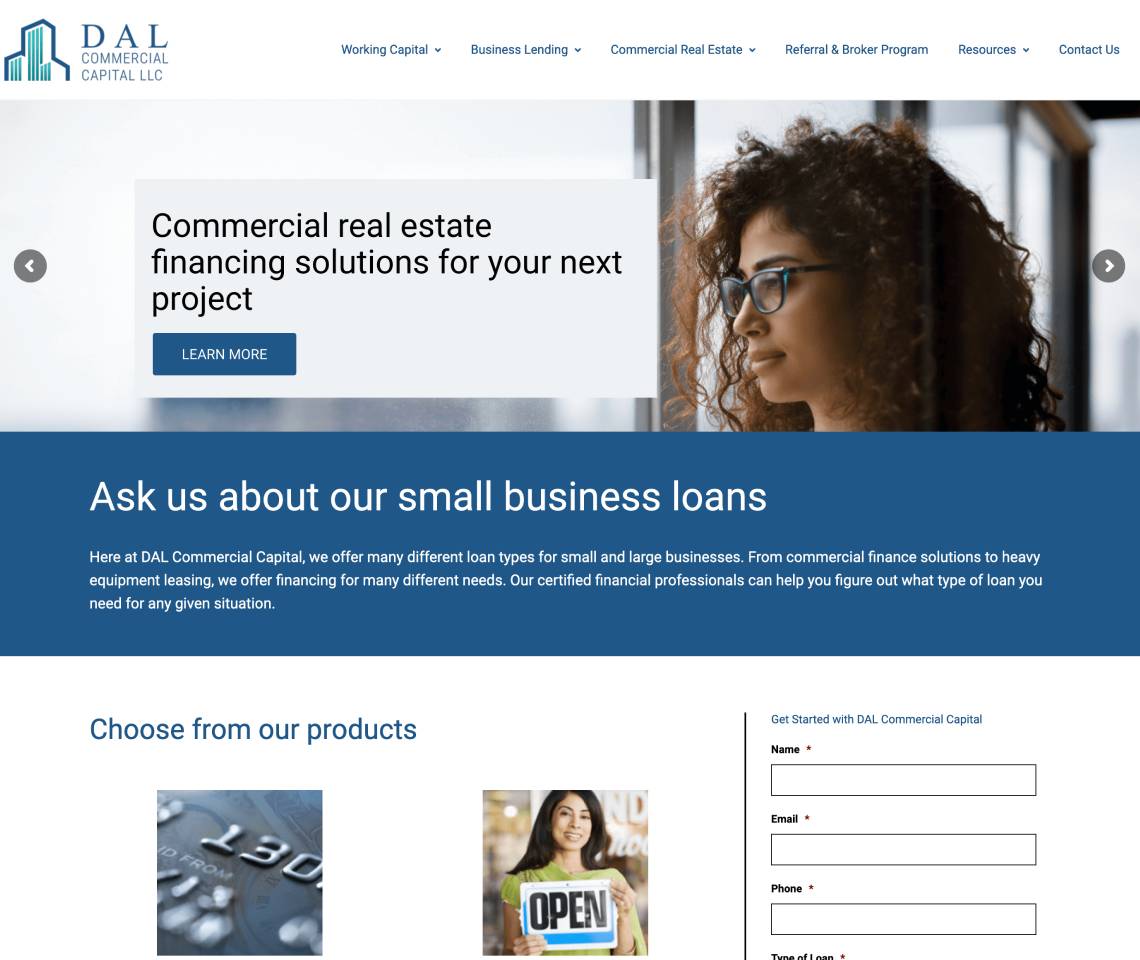 DAL
COMMERCIAL
CAPITAL LLC
Working Capital
Business Lending
Commercial Real Estate
Referral & Broker Program
Resources
Contact Us
Commercial real estate
financing solutions for your next
project
LEARN MORE
Ask us about our small business loans
Here at DAL Commercial Capital, we offer many different loan types for small and large businesses. From commercial finance solutions to heavy
equipment leasing, we offer financing for many different needs. Our certified financial professionals can help you figure out what type of loan you
need for any given situation.
Choose from our products
130
ID FROM
OPEN
Get Started with DAL Commercial Capital
Name *
Email *
Phone *
Type of Loan *